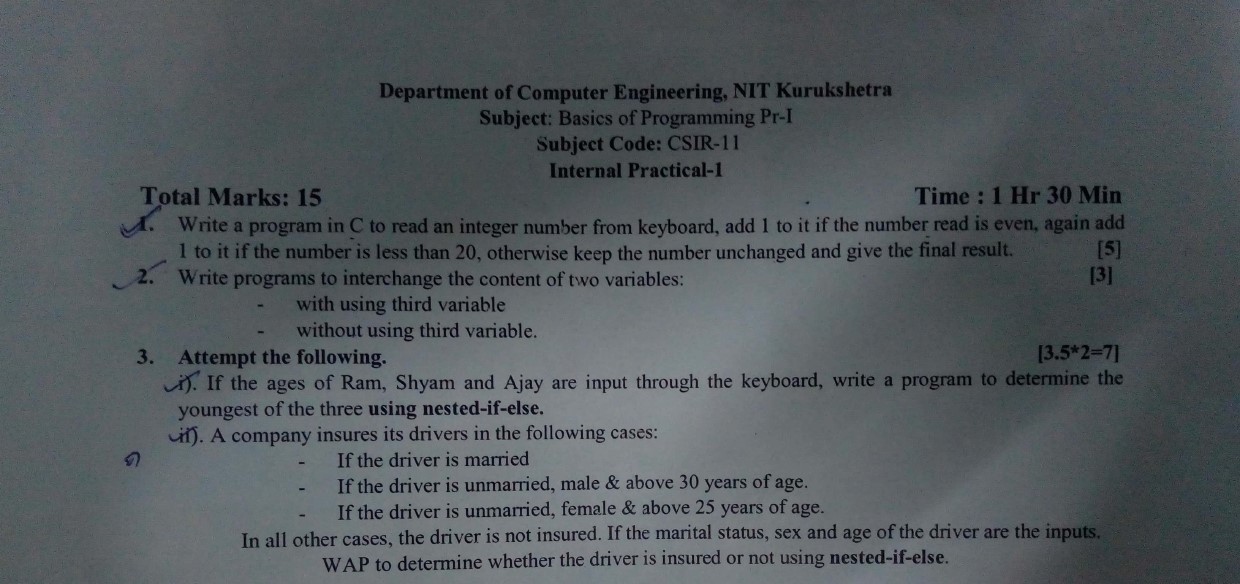 Department of Computer Engineering, NIT Kurukshetra
Subject: Basics of Programming Pr-I
Subject Code: CSIR-11
Internal Practical-1
Total Marks: 15 Time : 1 Hr 30 Min
1. Write a program in C to read an integer number from keyboard, add 1 to it if the number read is even, again add
1 to it if the number is less than 20, otherwise keep the number unchanged and give the final result. [5]
2. Write programs to interchange the content of two variables: [3]
- with using third variable
- without using third variable.
3. Attempt the following. [3.5*2=7]
i). If the ages of Ram, Shyam and Ajay are input through the keyboard, write a program to determine the
youngest of the three using nested-if-else.
ii). A company insures its drivers in the following cases:
- If the driver is married
- If the driver is unmarried, male & above 30 years of age.
- If the driver is unmarried, female & above 25 years of age.
In all other cases, the driver is not insured. If the marital status, sex and age of the driver are the inputs.
WAP to determine whether the driver is insured or not using nested-if-else.